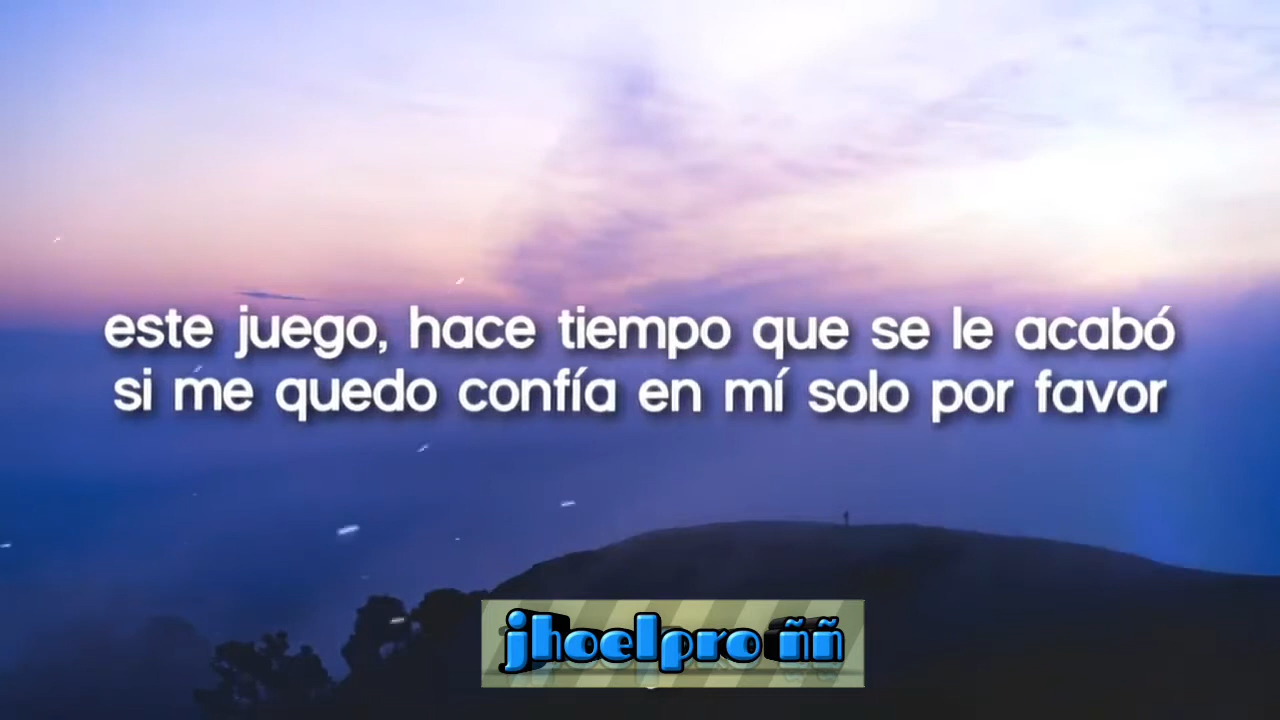 este juego, hace tiempo que se le acabó
si me quedo confía en mí solo por favor
jhoelpro ññ